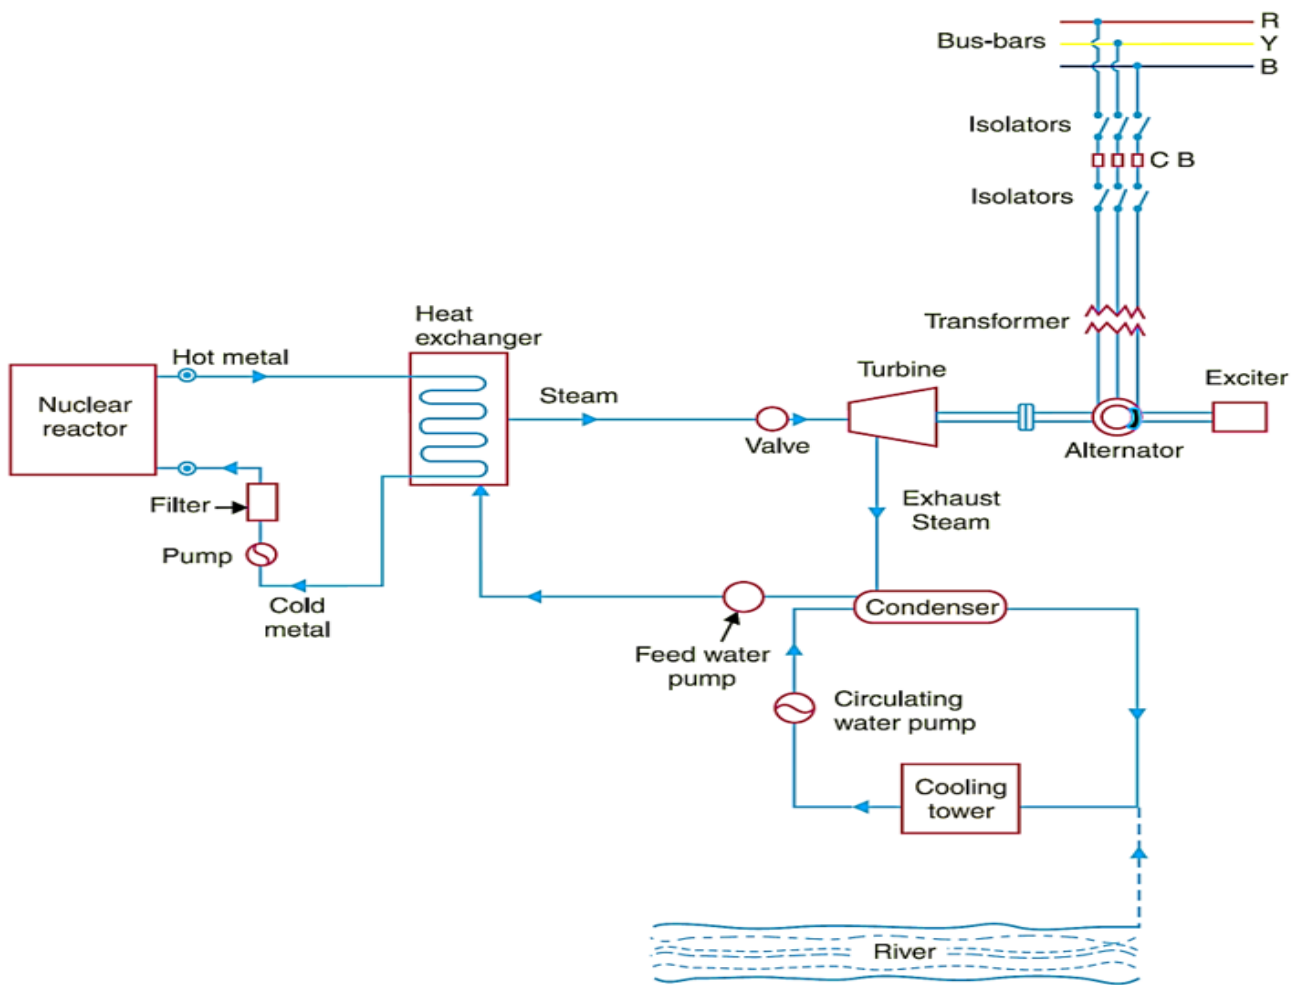 R
Bus-bars
Y
B
Isolators
C B
Isolators
Heat
exchanger
Transformer
Hot metal
Turbine
Exciter
Nuclear
reactor
Steam
Valve
Alternator
Filter
Exhaust
Steam
Pump
Cold
metal
Condenser
Feed water
pump
Circulating
water pump
Cooling
tower
River